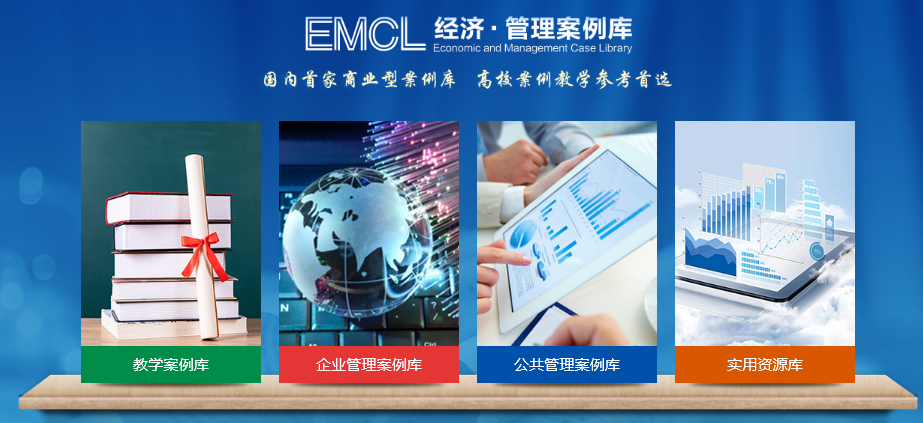 EMCL 经济·管理案例库
Economic and Management Case Library
国内首家商业型案例库 高校案例教学参考首选
教学案例库 企业管理案例库 公共管理案例库 实用资源库